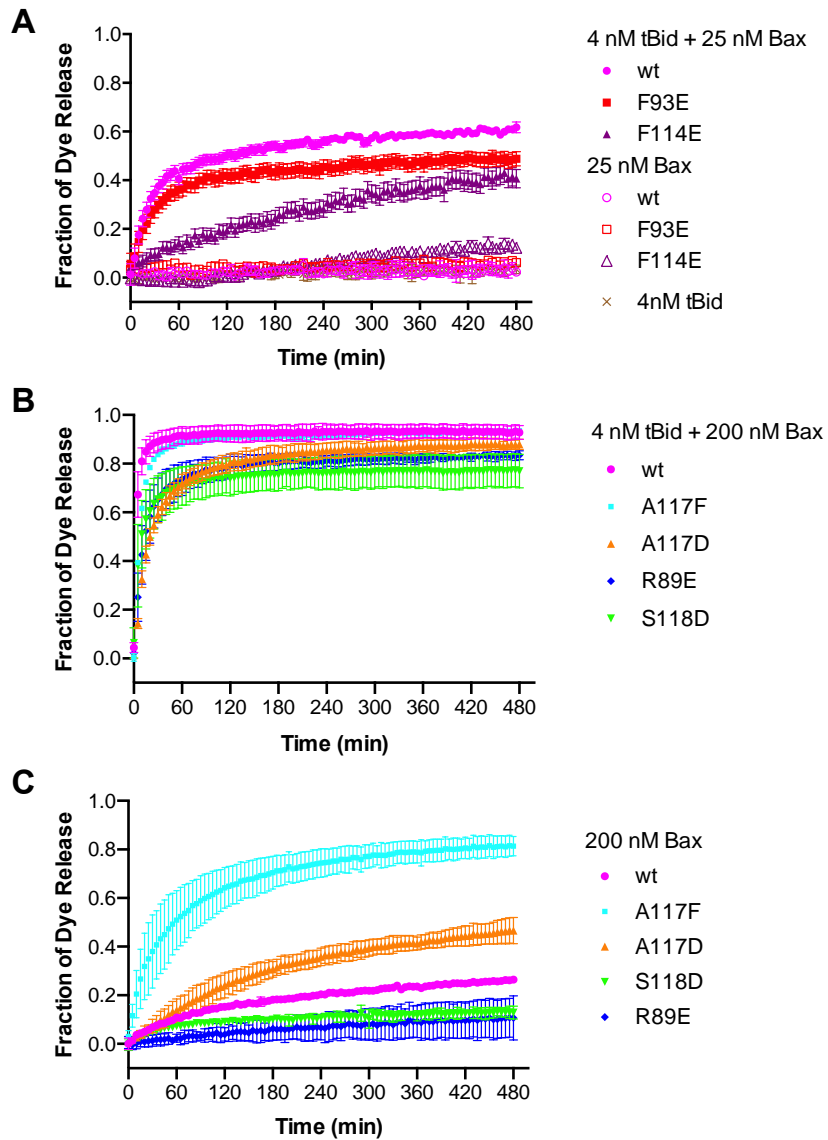 A
Fraction of Dye Release
1.0
0.8
0.6
0.4
0.2
0.0
0 60 120 180 240 300 360 420 480
Time (min)
4 nM tBid + 25 nM Bax
wt
F93E
F114E
25 nM Bax
wt
F93E
F114E
4nM tBid
B
Fraction of Dye Release
1.0
0.8
0.6
0.4
0.2
0.0
0 60 120 180 240 300 360 420 480
Time (min)
4 nM tBid + 200 nM Bax
wt
A117F
A117D
R89E
S118D
C
Fraction of Dye Release
1.0
0.8
0.6
0.4
0.2
0.0
0 60 120 180 240 300 360 420 480
Time (min)
200 nM Bax
wt
A117F
A117D
S118D
R89E